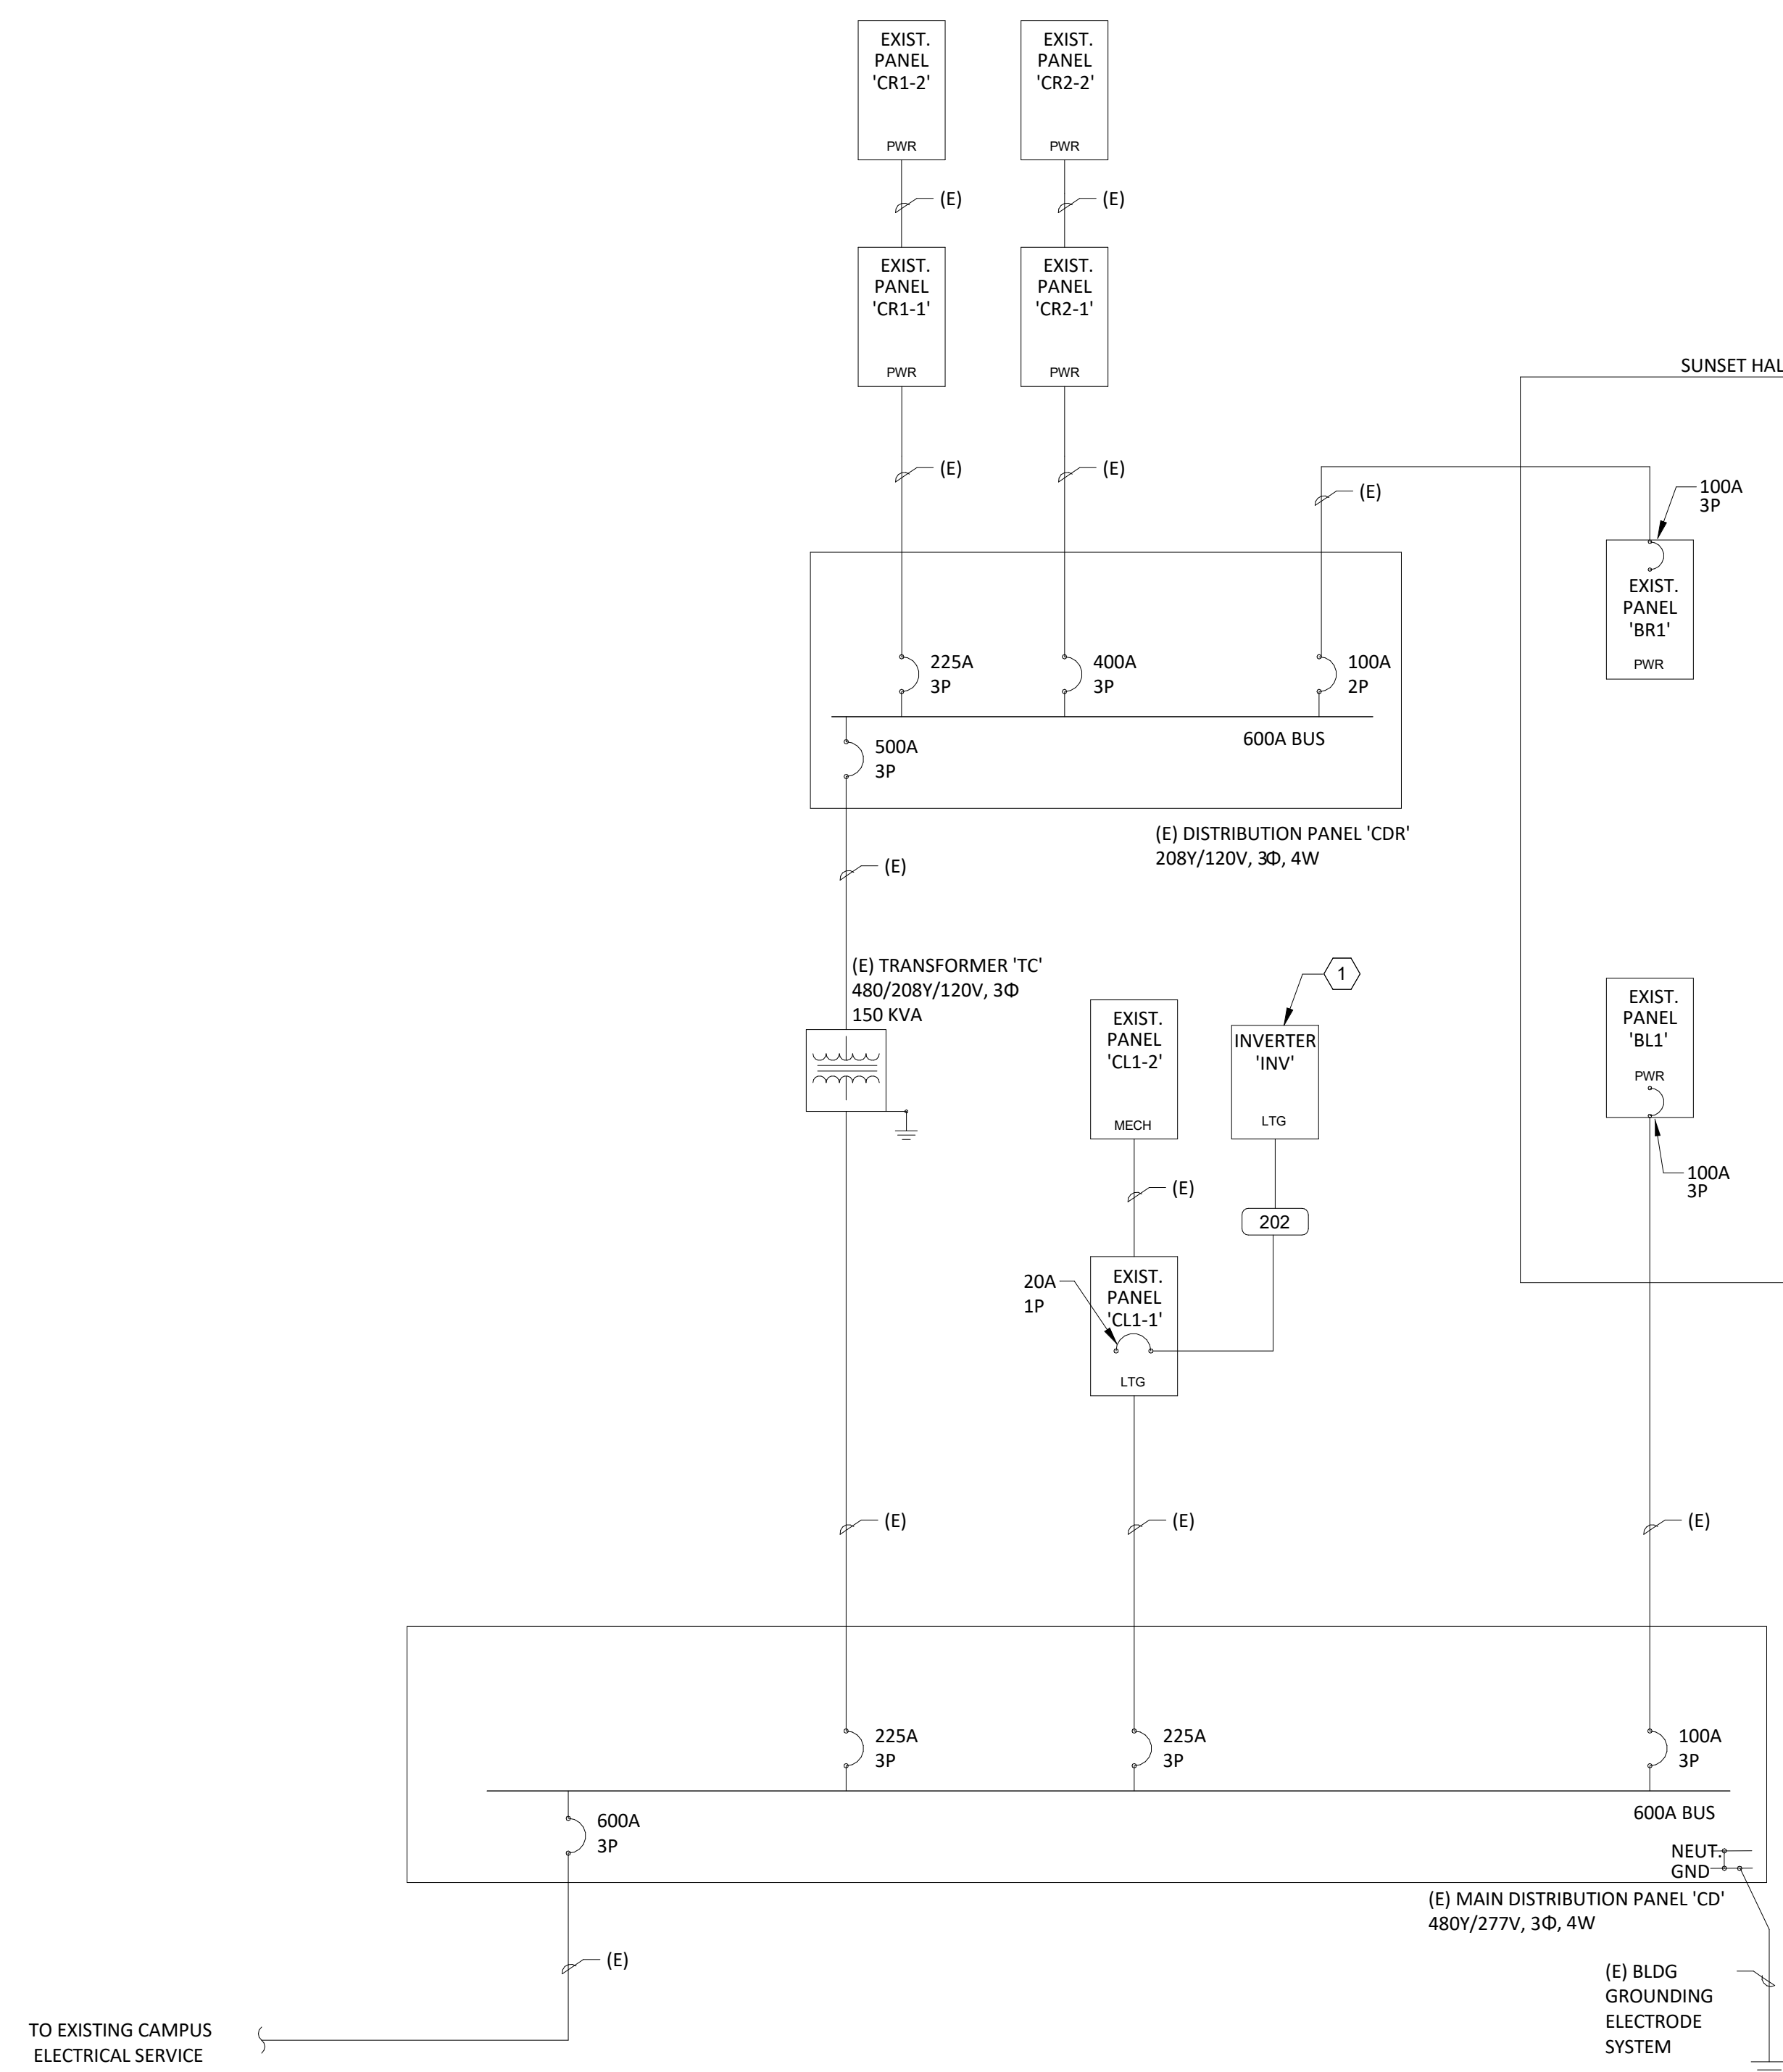 EXIST.
PANEL
'CR1-2'
PWR
EXIST.
PANEL
'CR2-2'
PWR
(E)
(E)
EXIST.
PANEL
'CR1-1'
PWR
EXIST.
PANEL
'CR2-1'
PWR
SUNSET HAL
(E)
(E)
(E)
100A
3P
EXIST.
PANEL
'BR1'
PWR
225A
3P
400A
3P
100A
2P
600A BUS
500A
3P
(E) DISTRIBUTION PANEL 'CDR'
208Y/120V, 3Φ, 4W
(E)
(E) TRANSFORMER 'TC'
480/208Y/120V, 3Φ
150 KVA
1
EXIST.
PANEL
'CL1-2'
MECH
INVERTER
'INV'
LTG
EXIST.
PANEL
'BL1'
PWR
100A
3P
(E)
202
20A
1P
EXIST.
PANEL
'CL1-1'
LTG
(E)
(E)
(E)
225A
3P
225A
3P
100A
3P
600A BUS
600A
3P
NEUT.
GND
(E) MAIN DISTRIBUTION PANEL 'CD'
480Y/277V, 3Φ, 4W
(E)
(E) BLDG
GROUNDING
ELECTRODE
SYSTEM
TO EXISTING CAMPUS
ELECTRICAL SERVICE